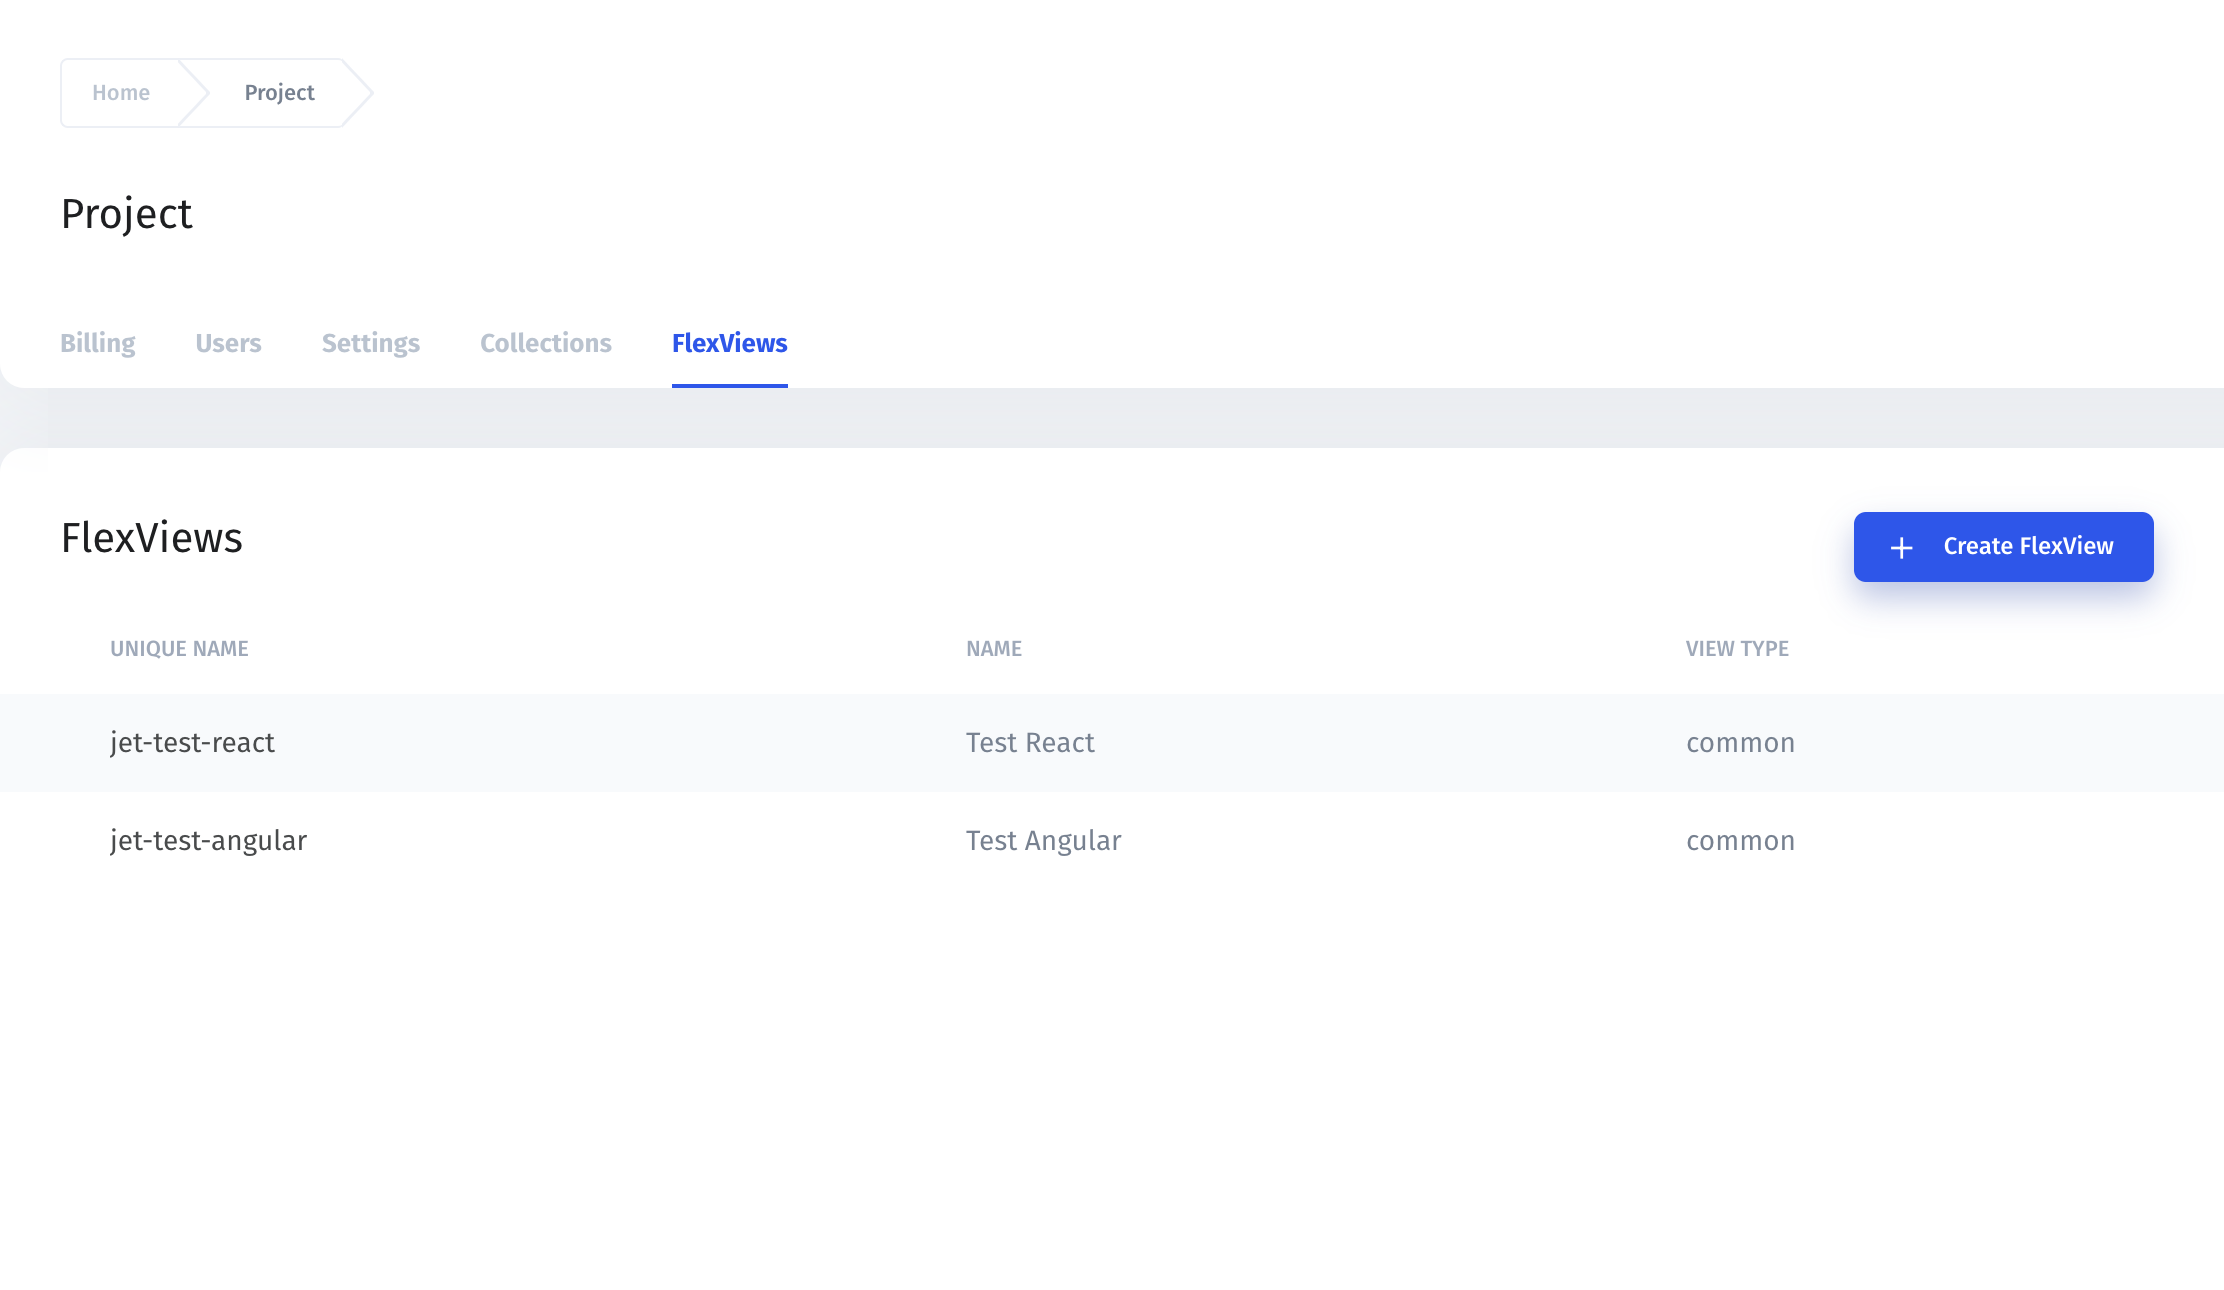 Home Project
Project
Billing Users Settings Collections FlexViews
FlexViews
+ Create FlexView
UNIQUE NAME NAME VIEW TYPE
jet-test-react Test React common
jet-test-angular Test Angular common